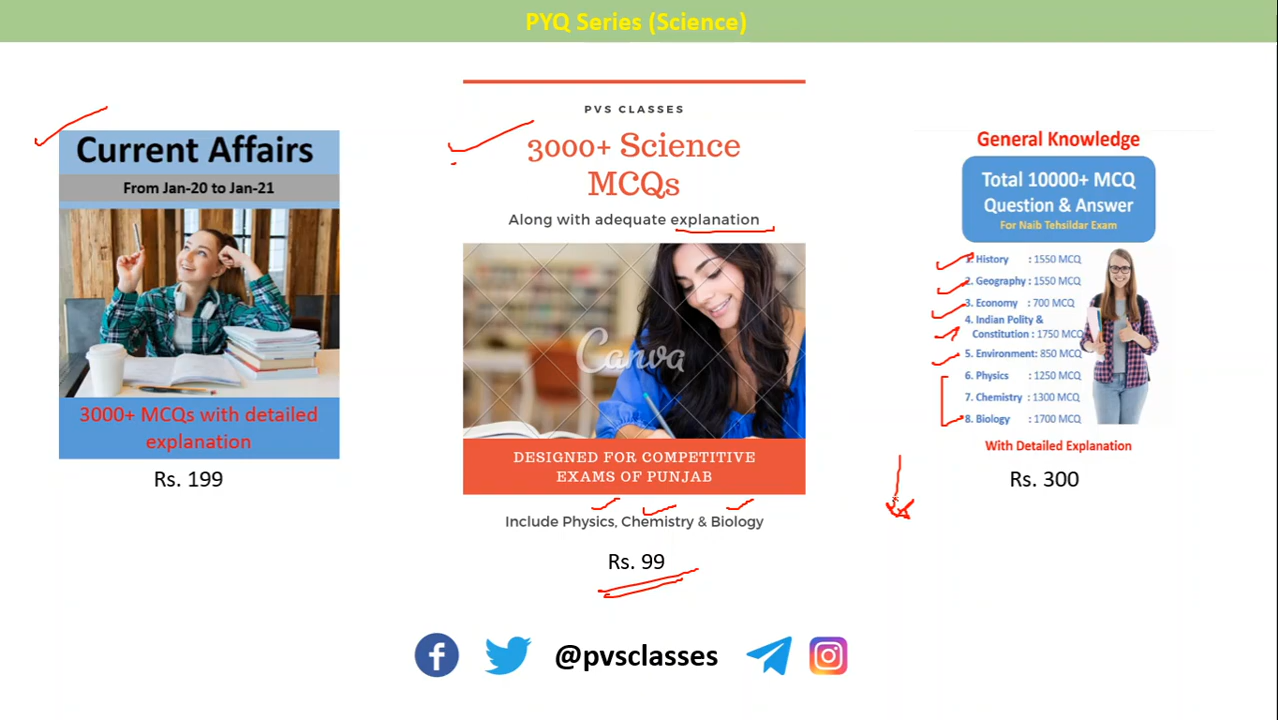 PYQ Series (Science)
Current Affairs
From Jan-20 to Jan-21
3000+ MCQs with detailed
explanation
Rs. 199
PVS CLASSES
3000+ Science
MCQs
Along with adequate explanation
Canva
DESIGNED FOR COMPETITIVE
EXAMS OF PUNJAB
Include Physics, Chemistry & Biology
Rs. 99
General Knowledge
Total 10000+ MCQ
Question & Answer
For Naib Tehsildar Exam
1. History : 1550 MCQ
2. Geography : 1550 MCQ
3. Economy : 700 MCQ
4. Indian Polity &
Constitution : 1750 MCQ
5. Environment: 850 MCQ
6. Physics : 1250 MCQ
7. Chemistry : 1300 MCQ
8. Biology : 1700 MCQ
With Detailed Explanation
Rs. 300
@pvsclasses